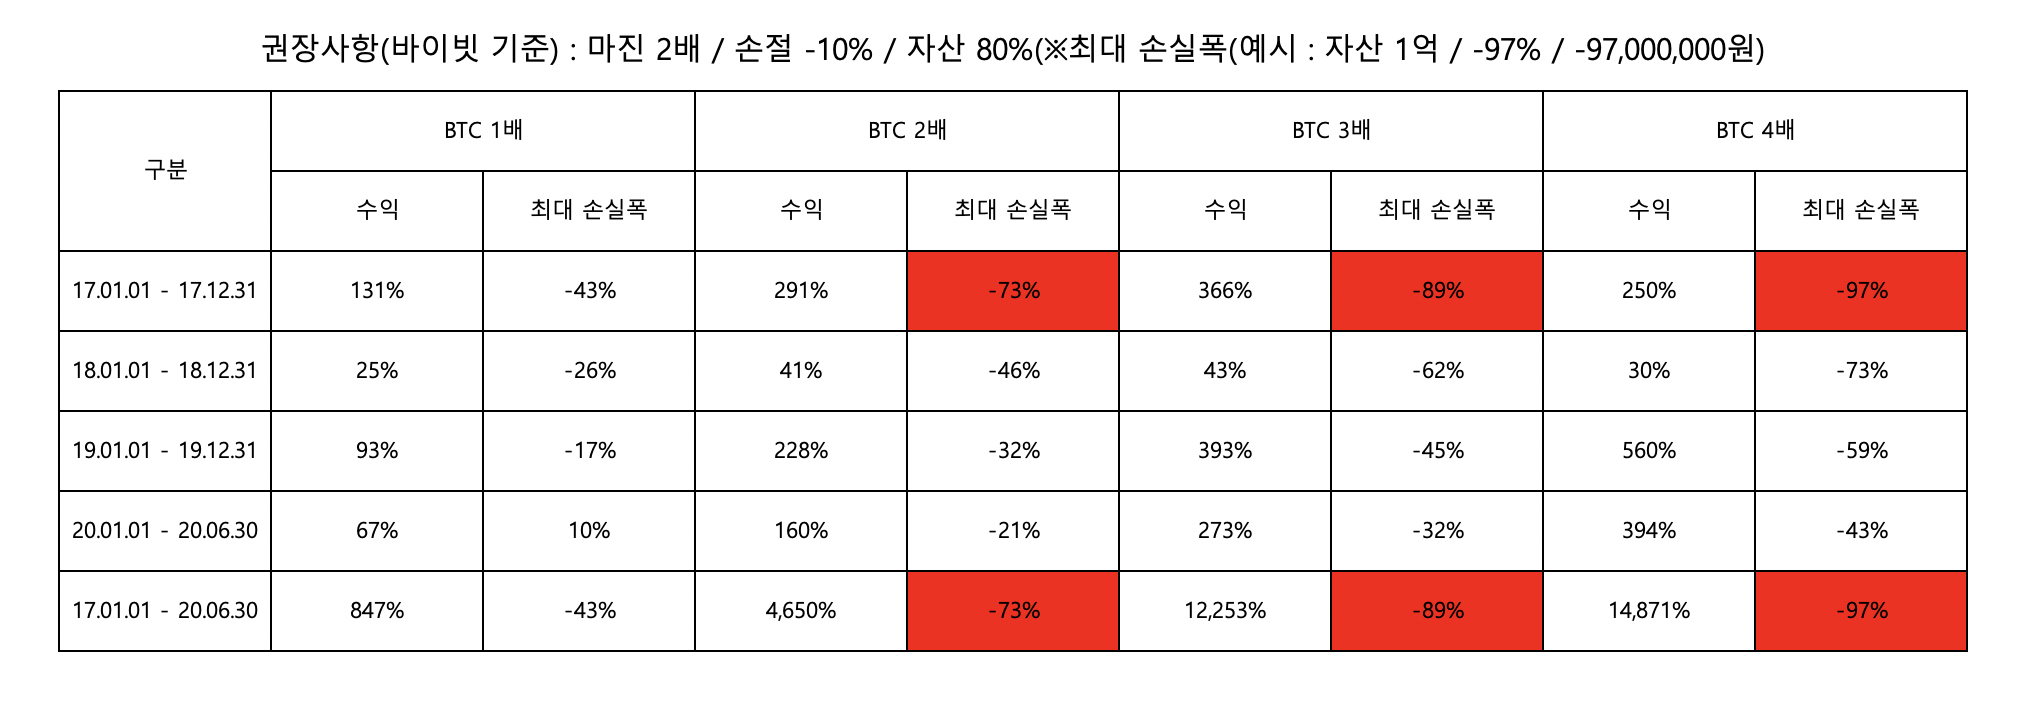 권장사항(바이빗 기준) : 마진 2배 / 손절 -10% / 자산 80%(※최대 손실폭(예시 : 자산 1억 / -97% / -97,000,000원)
구분 BTC 1배 BTC 2배 BTC 3배 BTC 4배
수익 최대 손실폭 수익 최대 손실폭 수익 최대 손실폭 수익 최대 손실폭
17.01.01 - 17.12.31 131% -43% 291% -73% 366% -89% 250% -97%
18.01.01 - 18.12.31 25% -26% 41% -46% 43% -62% 30% -73%
19.01.01 - 19.12.31 93% -17% 228% -32% 393% -45% 560% -59%
20.01.01 - 20.06.30 67% 10% 160% -21% 273% -32% 394% -43%
17.01.01 - 20.06.30 847% -43% 4,650% -73% 12,253% -89% 14,871% -97%